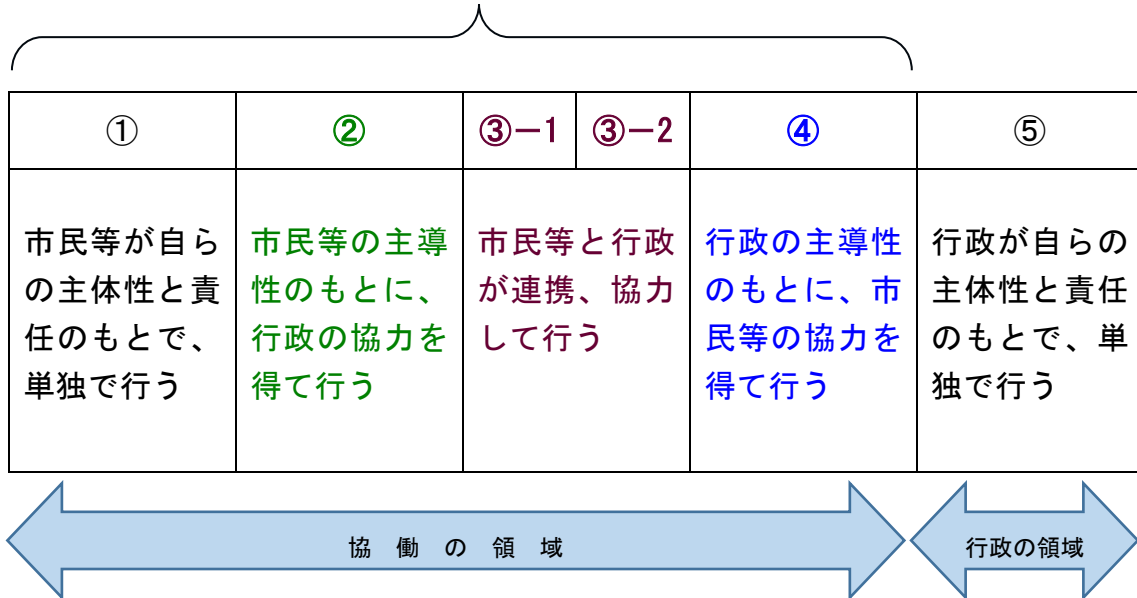 ①
②
③－1
③－2
④
⑤
市民等が自ら
の主体性と責
任のもとで、
単独で行う
市民等の主導
性のもとに、
行政の協力を
得て行う
市民等と行政
が連携、協力
して行う
行政の主導性
のもとに、市
民等の協力を
得て行う
行政が自らの
主体性と責任
のもとで、単
独で行う
協働の領域
行政の領域